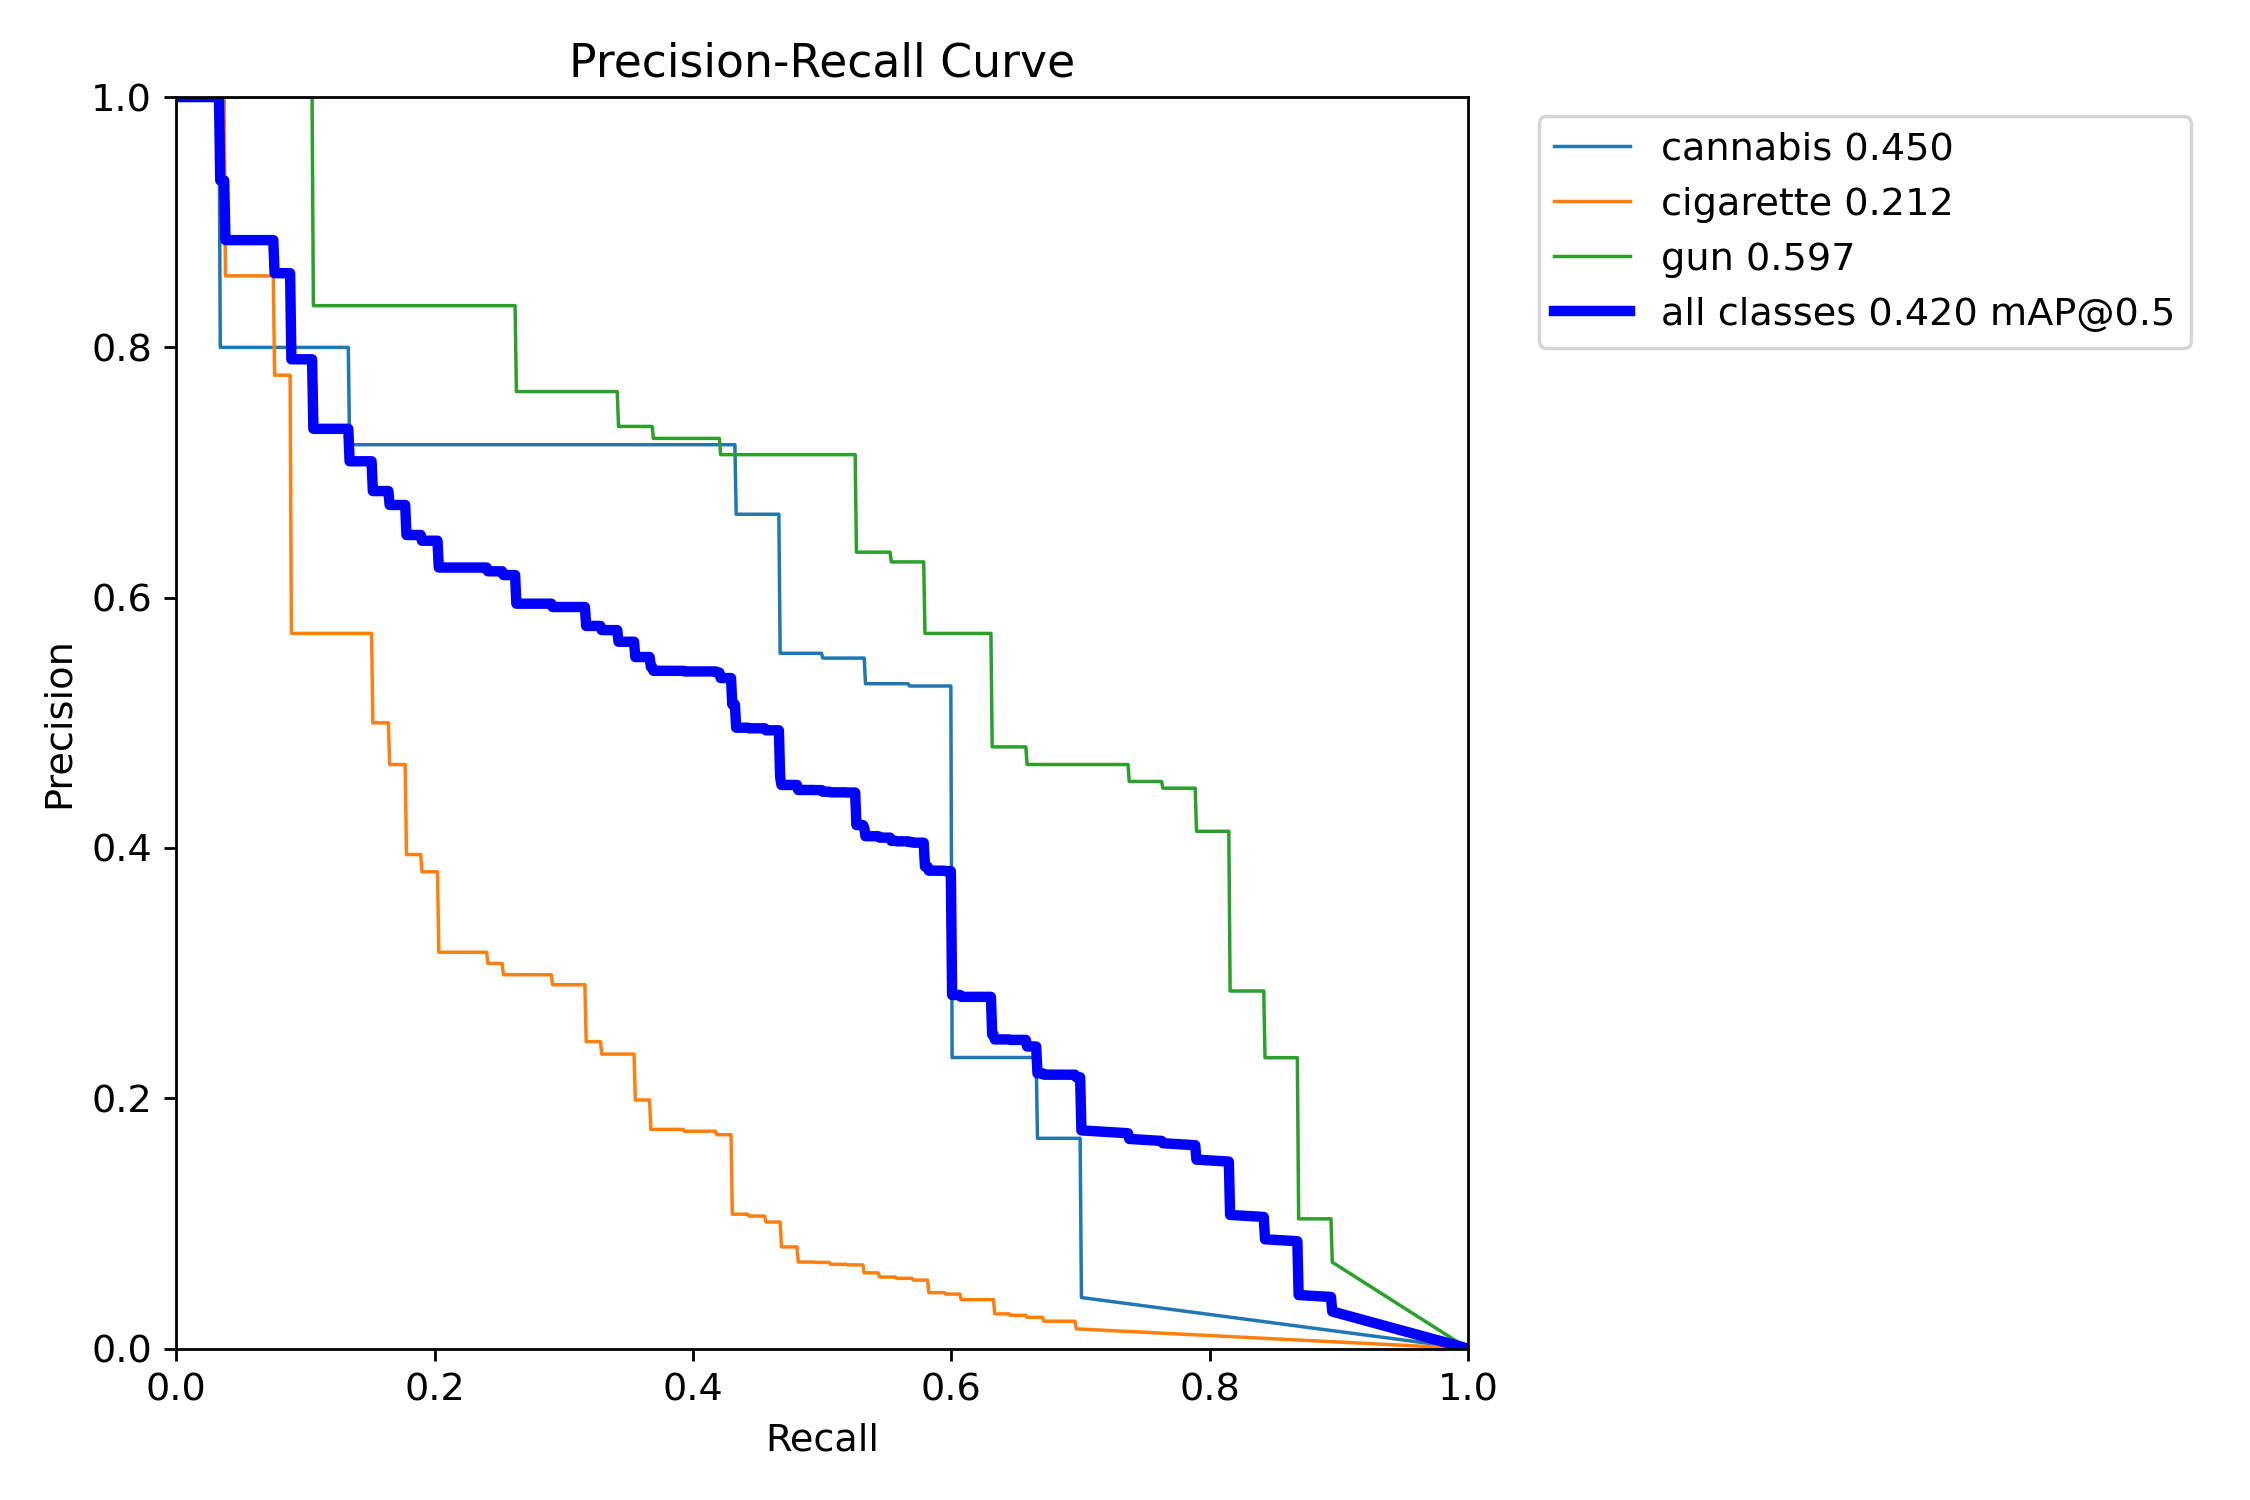 Precision-Recall Curve
cannabis 0.450
cigarette 0.212
gun 0.597
all classes 0.420 mAP@0.5
Precision
1.0
0.8
0.6
0.4
0.2
0.0
0.0 0.2 0.4 0.6 0.8 1.0
Recall